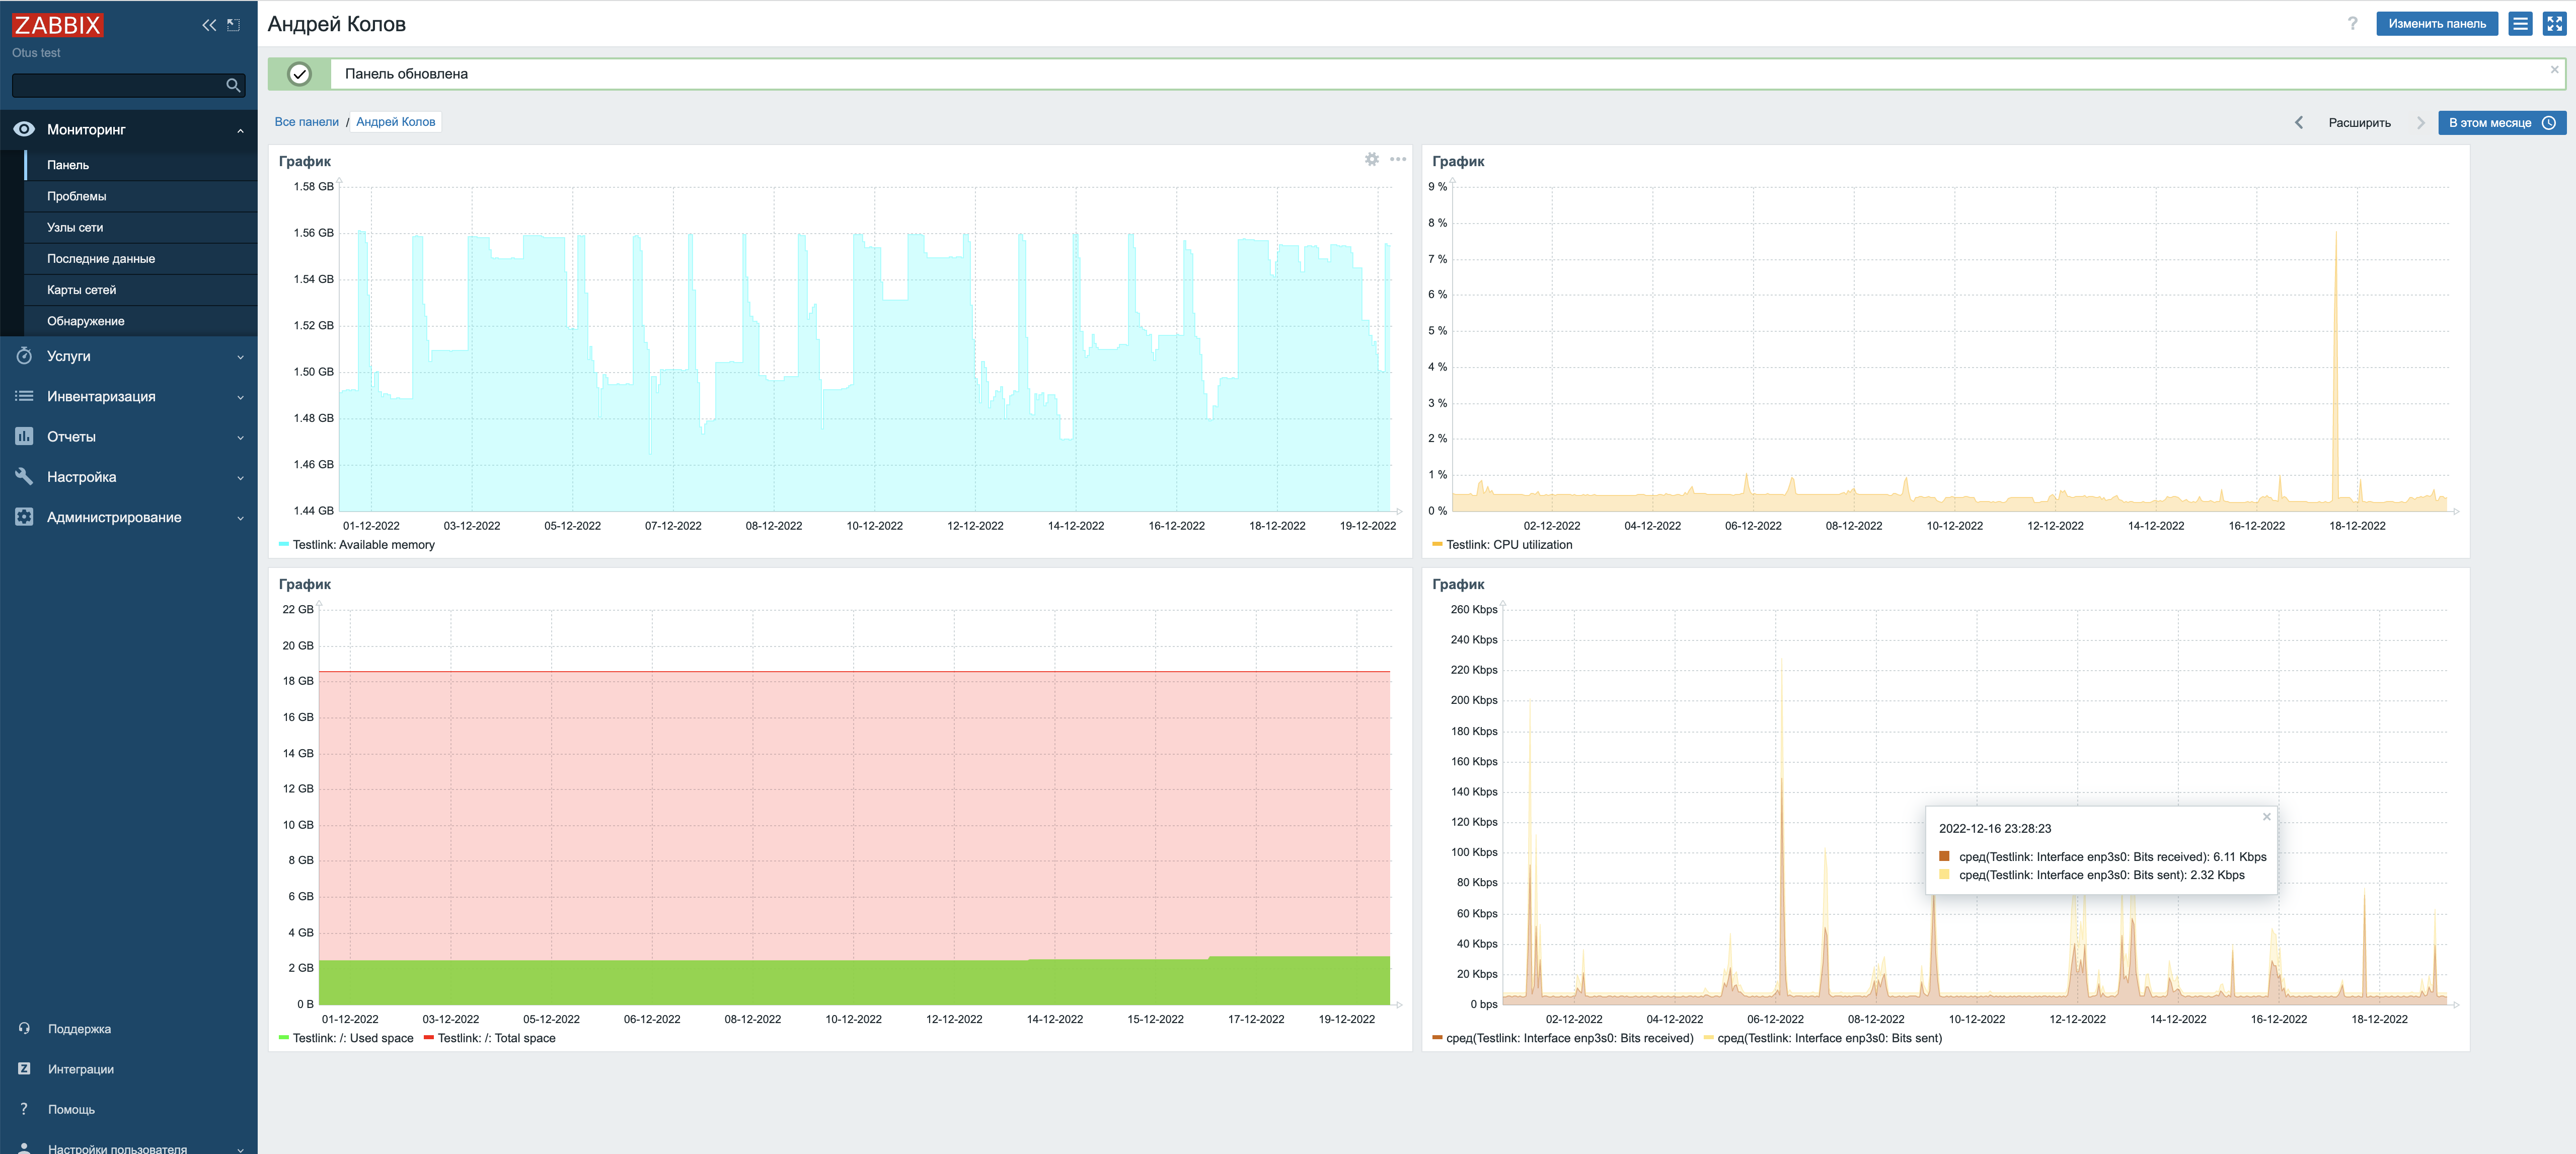 ZABBIX
Otus test
Мониторинг
Панель
Проблемы
Узлы сети
Последние данные
Карты сетей
Обнаружение
Услуги
Инвентаризация
Отчеты
Настройка
Администрирование
Поддержка
Z Интеграции
? Помощь
Настройки пользователя
Андрей Колов
? Изменить панель
Панель обновлена
Все панели / Андрей Колов
Расширить В этом месяце
График
1.58 GB
1.56 GB
1.54 GB
1.52 GB
1.50 GB
1.48 GB
1.46 GB
1.44 GB
01-12-2022 03-12-2022 05-12-2022 07-12-2022 08-12-2022 10-12-2022 12-12-2022 14-12-2022 16-12-2022 18-12-2022 19-12-2022
Testlink: Available memory
График
9 %
8 %
7 %
6 %
5 %
4 %
3 %
2 %
1 %
0 %
02-12-2022 04-12-2022 06-12-2022 08-12-2022 10-12-2022 12-12-2022 14-12-2022 16-12-2022 18-12-2022
Testlink: CPU utilization
График
22 GB
20 GB
18 GB
16 GB
14 GB
12 GB
10 GB
8 GB
6 GB
4 GB
2 GB
0 B
01-12-2022 03-12-2022 05-12-2022 06-12-2022 08-12-2022 10-12-2022 12-12-2022 14-12-2022 15-12-2022 17-12-2022 19-12-2022
Testlink: /: Used space Testlink: /: Total space
График
260 Kbps
240 Kbps
220 Kbps
200 Kbps
180 Kbps
160 Kbps
140 Kbps
120 Kbps
100 Kbps
80 Kbps
60 Kbps
40 Kbps
20 Kbps
0 bps
2022-12-16 23:28:23
сред(Testlink: Interface enp3s0: Bits received): 6.11 Kbps
сред(Testlink: Interface enp3s0: Bits sent): 2.32 Kbps
02-12-2022 04-12-2022 06-12-2022 08-12-2022 10-12-2022 12-12-2022 14-12-2022 16-12-2022 18-12-2022
сред(Testlink: Interface enp3s0: Bits received) сред(Testlink: Interface enp3s0: Bits sent)